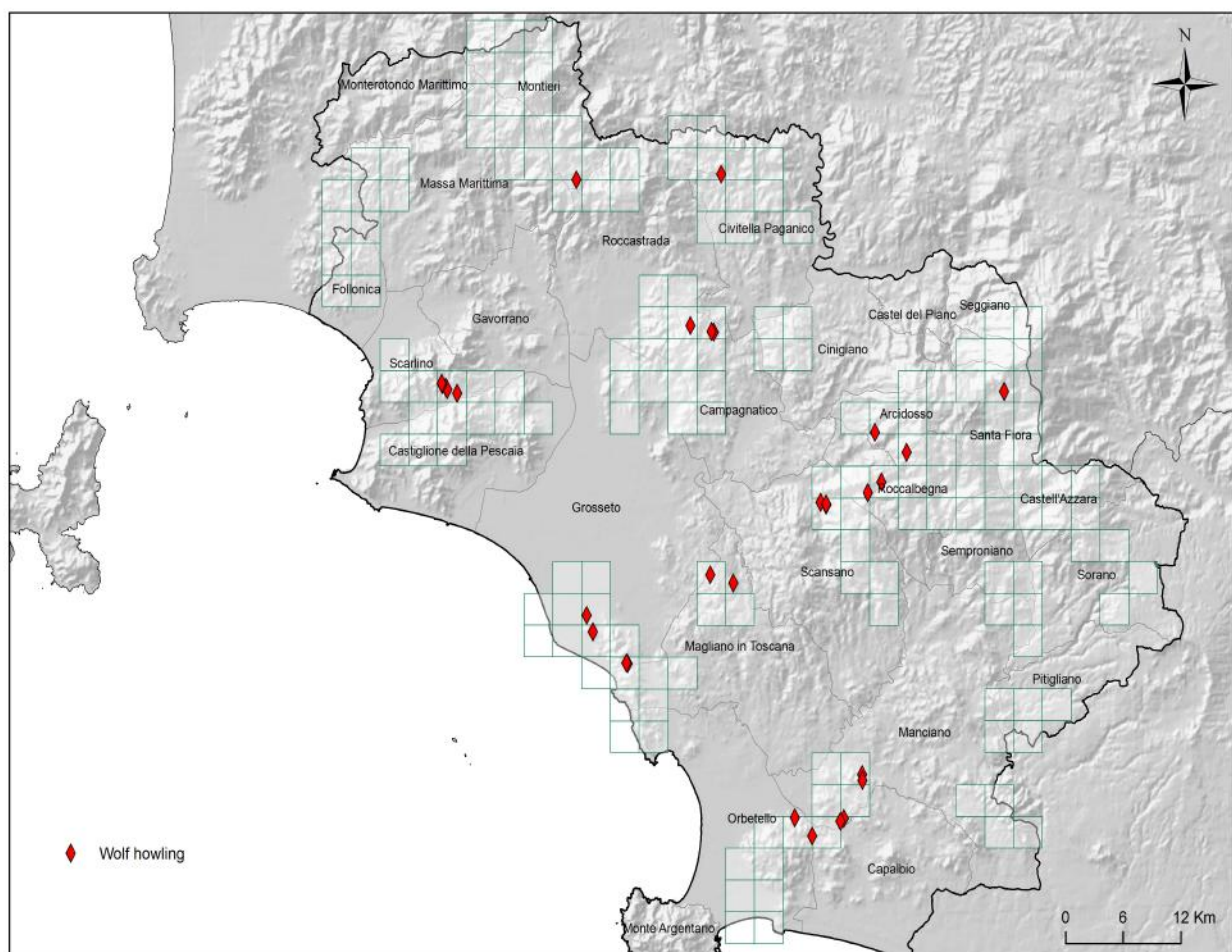 N
Monterotondo Marittimo
Montieri
Massa Marittima
Roccastrada
Civitella Paganico
Follonica
Gavorrano
Seggiano
Castel del Piano
Cinigiano
Scarlino
Campagnatico
Arcidosso
Santa Fiora
Castiglione della Pescaia
Roccalbegna
Castell'Azzara
Grosseto
Semproniano
Scansano
Sorano
Magliano in Toscana
Pitigliano
Manciano
Orbetello
Wolf howling
Capalbio
Monte Argentario
0 6 12 Km